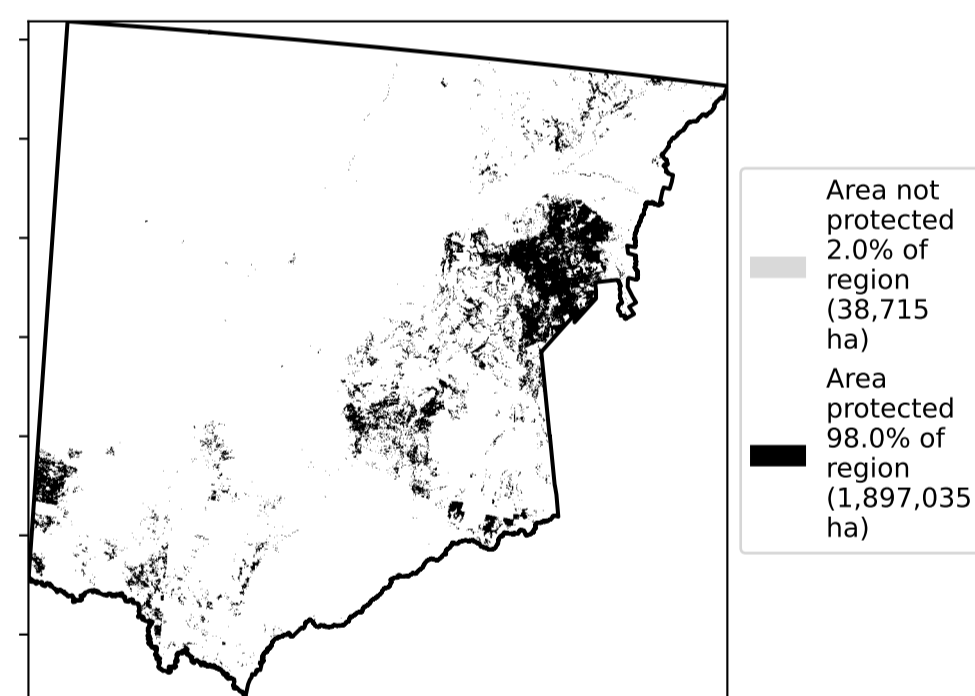 Area not
protected
2.0% of
region
(38,715
ha)
Area
protected
98.0% of
region
(1,897,035
ha)